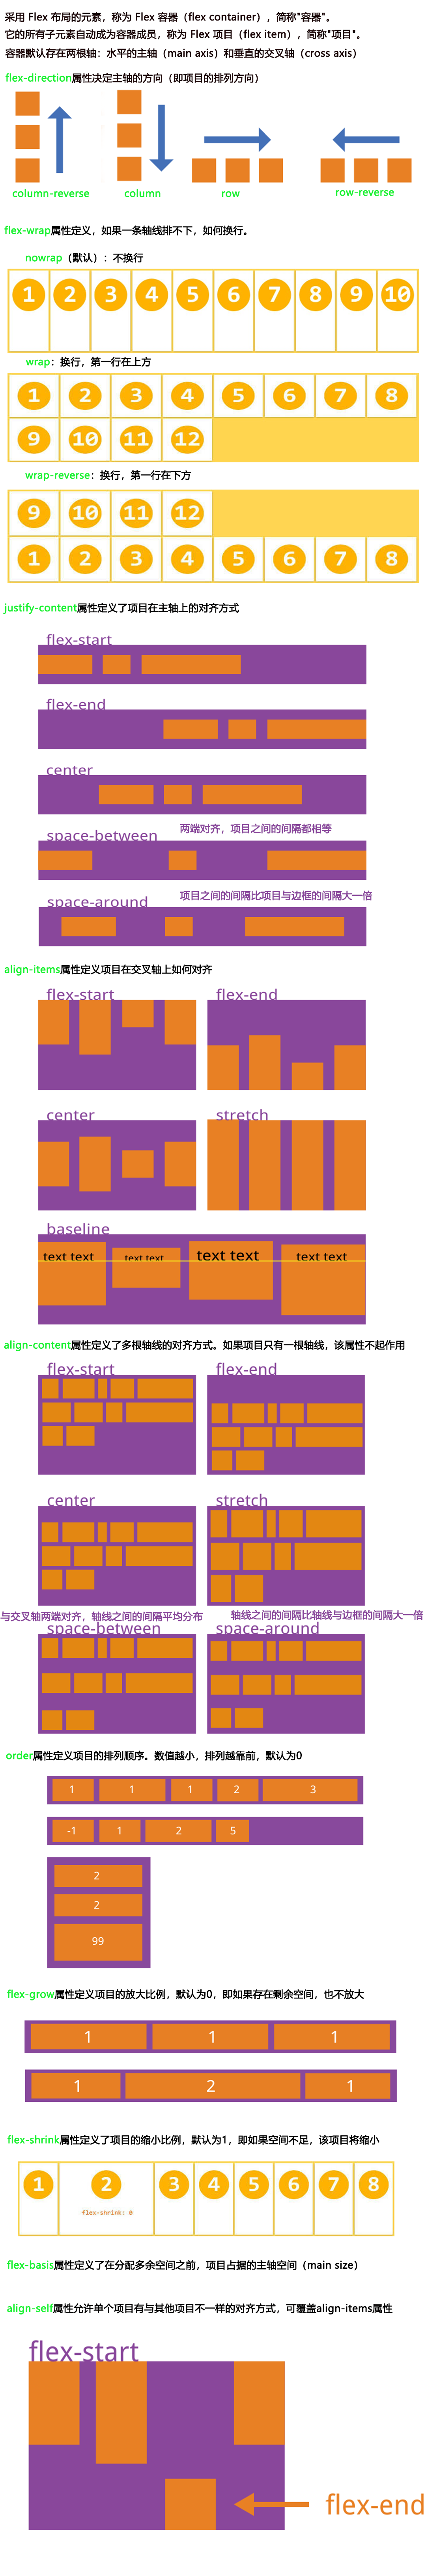 采用 Flex 布局的元素，称为 Flex 容器（flex container），简称"容器"。
它的所有子元素自动成为容器成员，称为 Flex 项目（flex item），简称"项目"。
容器默认存在两根轴：水平的主轴（main axis）和垂直的交叉轴（cross axis）
flex-direction属性决定主轴的方向（即项目的排列方向）
column-reverse column row row-reverse
flex-wrap属性定义，如果一条轴线排不下，如何换行。
nowrap（默认）：不换行
1 2 3 4 5 6 7 8 9 10
wrap：换行，第一行在上方
1 2 3 4 5 6 7 8
9 10 11 12
wrap-reverse：换行，第一行在下方
9 10 11 12
1 2 3 4 5 6 7 8
justify-content属性定义了项目在主轴上的对齐方式
flex-start
flex-end
center
space-between 两端对齐，项目之间的间隔都相等
space-around 项目之间的间隔比项目与边框的间隔大一倍
align-items属性定义项目在交叉轴上如何对齐
flex-start flex-end
center stretch
baseline
text text text text text text text text
align-content属性定义了多根轴线的对齐方式。如果项目只有一根轴线，该属性不起作用
flex-start flex-end
center stretch
与交叉轴两端对齐，轴线之间的间隔平均分布 轴线之间的间隔比轴线与边框的间隔大一倍
space-between space-around
order属性定义项目的排列顺序。数值越小，排列越靠前，默认为0
1 1 1 2 3
-1 1 2 5
2
2
99
flex-grow属性定义项目的放大比例，默认为0，即如果存在剩余空间，也不放大
1 1 1
1 2 1
flex-shrink属性定义了项目的缩小比例，默认为1，即如果空间不足，该项目将缩小
1 2 3 4 5 6 7 8
flex-shrink: 0
flex-basis属性定义了在分配多余空间之前，项目占据的主轴空间（main size）
align-self属性允许单个项目有与其他项目不一样的对齐方式，可覆盖align-items属性
flex-start
flex-end